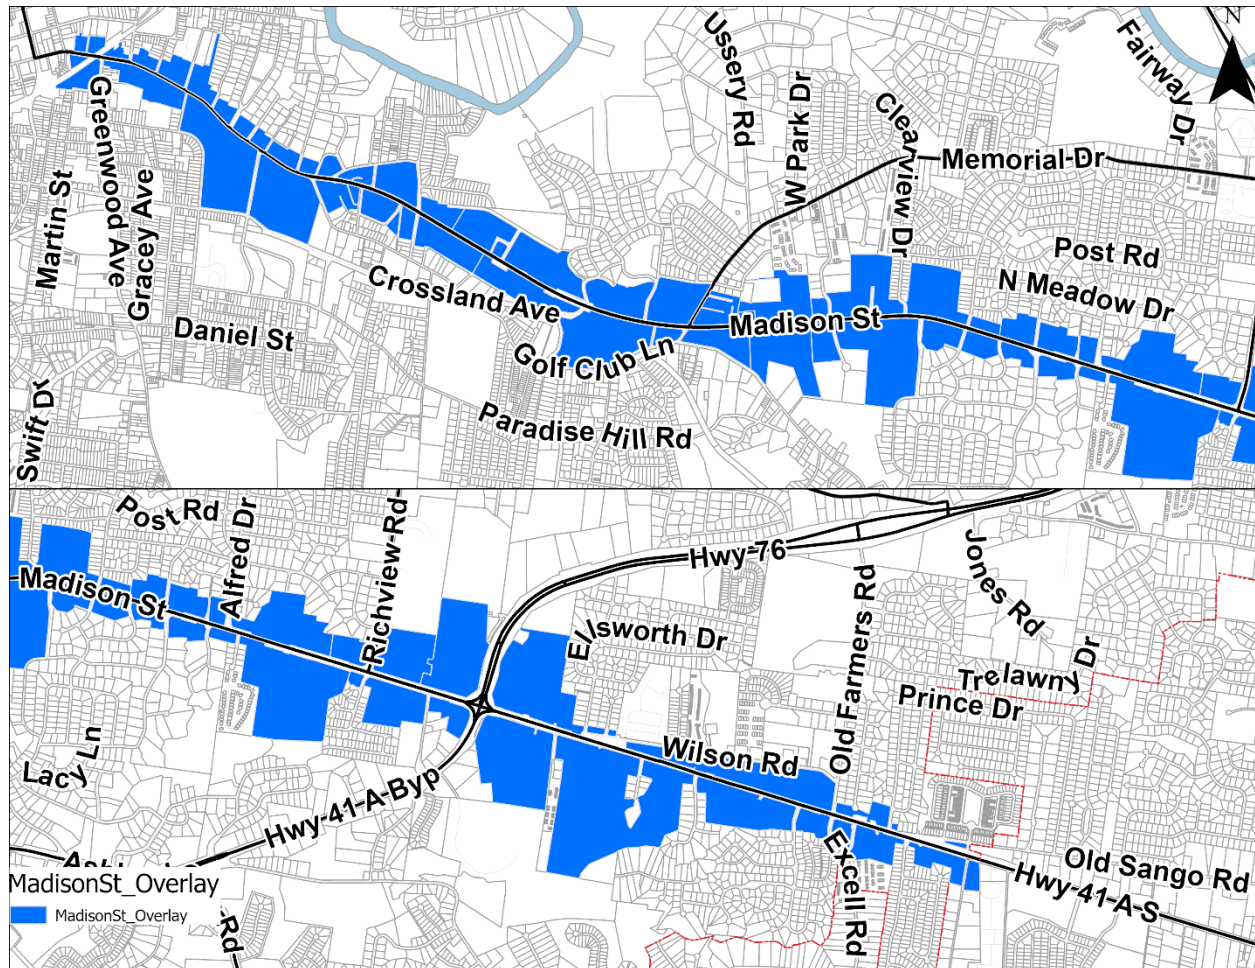 N
Ussery Rd
W Park Dr
Clearview Dr
Fairway Dr
Memorial Dr
Greenwood Ave
Gracey Ave
Martin St
Post Rd
N Meadow Dr
Crossland Ave
Madison St
Daniel St
Golf Club Ln
Paradise Hill Rd
Swift Dr
Post Rd
Alfred Dr
Richview Rd
Hwy 76
Jones Rd
Madison St
Ellsworth Dr
Old Farmers Rd
Trelawny Dr
Prince Dr
Wilson Rd
Lacy Ln
Hwy 41-A Byp
Excell Rd
Old Sango Rd
Hwy 41-A S
MadisonSt_Overlay
MadisonSt_Overlay
Rd